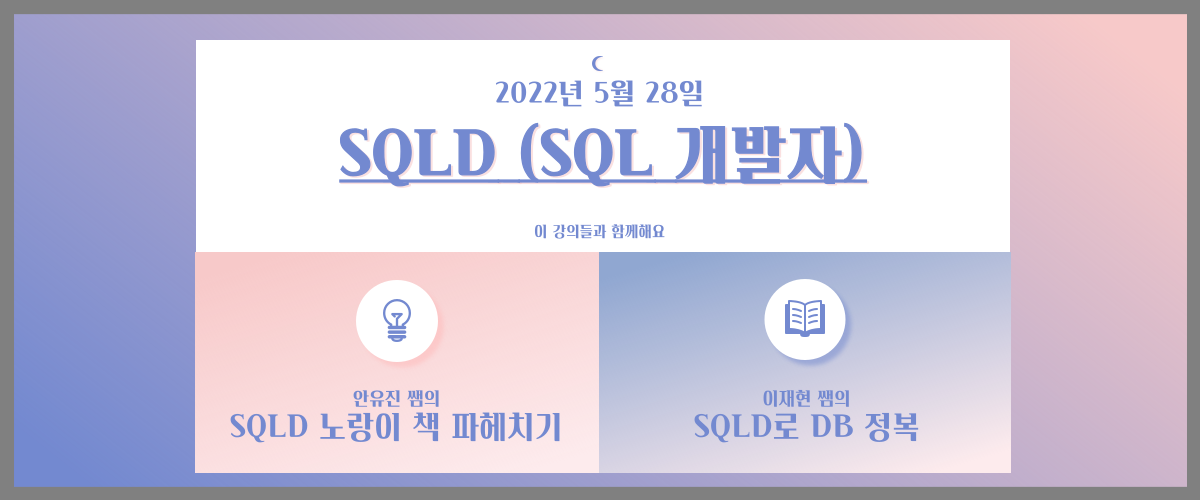 2022년 5월 28일
SQLD (SQL 개발자)
이 강의들과 함께해요
안유진 쌤의
SQLD 노랑이 책 파헤치기
이재현 쌤의
SQLD로 DB 정복